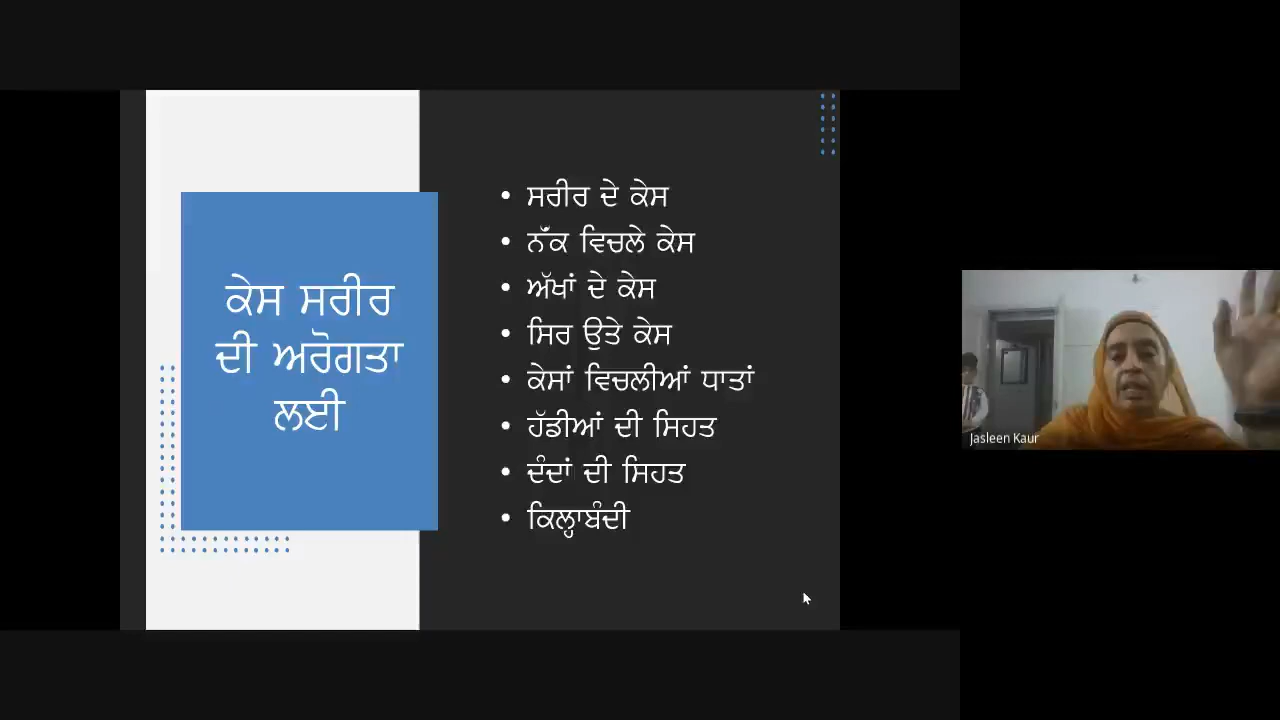 ਕੇਸ ਸਰੀਰ
ਦੀ ਅਰੋਗਤਾ
ਲਈ
• ਸਰੀਰ ਦੇ ਕੇਸ
• ਨੱਕ ਵਿਚਲੇ ਕੇਸ
• ਅੱਖਾਂ ਦੇ ਕੇਸ
• ਸਿਰ ਉਤੇ ਕੇਸ
• ਕੇਸਾਂ ਵਿਚਲੀਆਂ ਧਾਤਾਂ
• ਹੱਡੀਆਂ ਦੀ ਸਿਹਤ
• ਦੰਦਾਂ ਦੀ ਸਿਹਤ
• ਕਿਲ੍ਹਾਬੰਦੀ
Jasleen Kaur